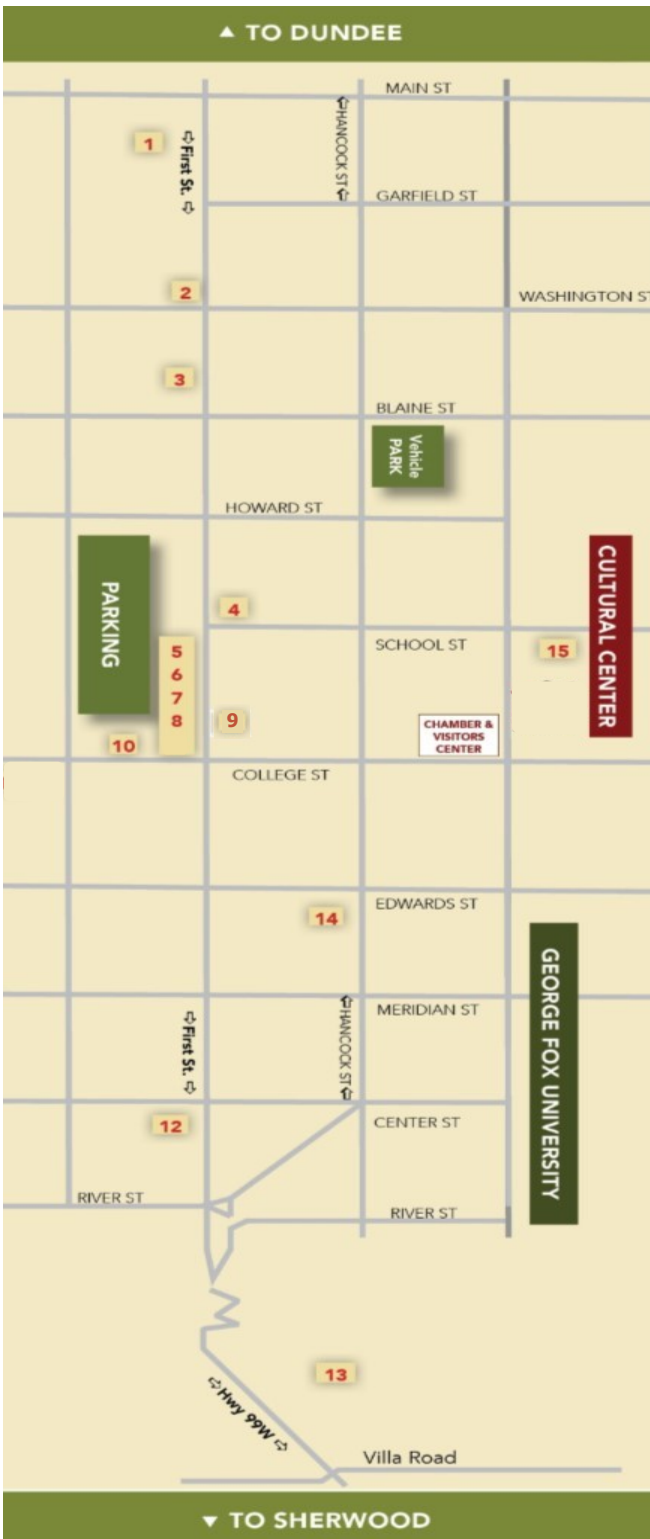 ▲ TO DUNDEE
MAIN ST
⇦ First St. ⇨
1
⇦ HANCOCK ST ⇦
GARFIELD ST
2
WASHINGTON ST
3
BLAINE ST
Vehicle
PARK
HOWARD ST
PARKING
CULTURAL CENTER
4
SCHOOL ST
15
5
6
7
8
9
CHAMBER &
VISITORS
CENTER
10
COLLEGE ST
EDWARDS ST
14
GEORGE FOX UNIVERSITY
MERIDIAN ST
⇦ First St. ⇨
⇦ HANCOCK ST ⇦
12
CENTER ST
RIVER ST
RIVER ST
13
⇦ Hwy 99W ⇨
Villa Road
▼ TO SHERWOOD